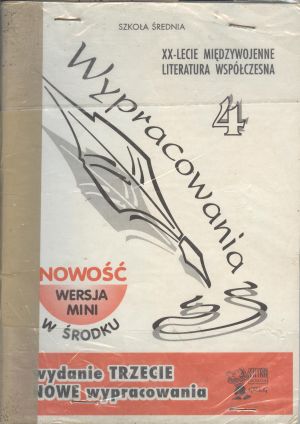 SZKOŁA ŚREDNIA
XX-LECIE MIĘDZYWOJENNE
LITERATURA WSPÓŁCZESNA
4
Wypracowania
NOWOŚĆ
WERSJA
MINI
W ŚRODKU
wydanie TRZECIE
NOWE wypracowania